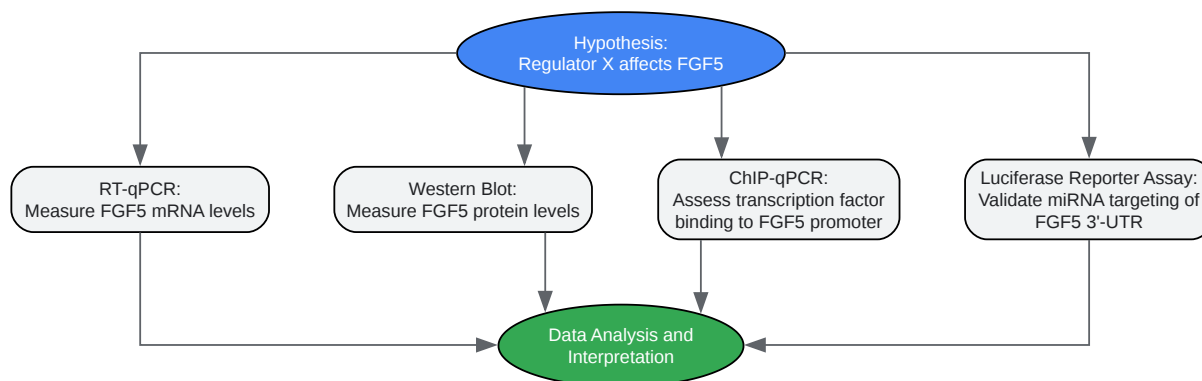 Hypothesis:
Regulator X affects FGF5
RT-qPCR:
Measure FGF5 mRNA levels
Western Blot:
Measure FGF5 protein levels
ChIP-qPCR:
Assess transcription factor
binding to FGF5 promoter
Luciferase Reporter Assay:
Validate miRNA targeting of
FGF5 3'-UTR
Data Analysis and
Interpretation